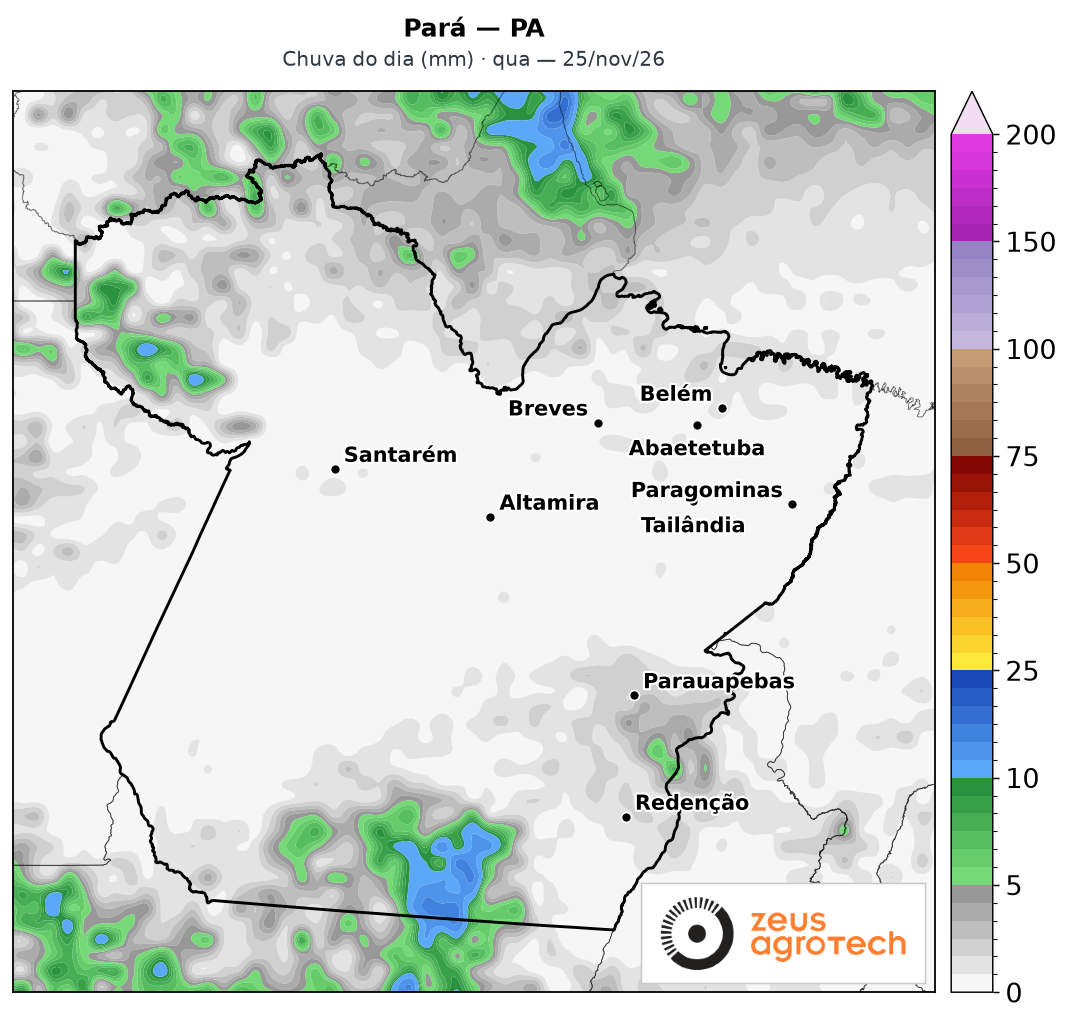 Pará — PA
Chuva do dia (mm) · qua — 25/nov/26
200
150
100
75
50
25
10
5
0
Belém
Breves
Abaetetuba
Santarém
Paragominas
Altamira
Tailândia
Parauapebas
Redenção
zeus
agrotech